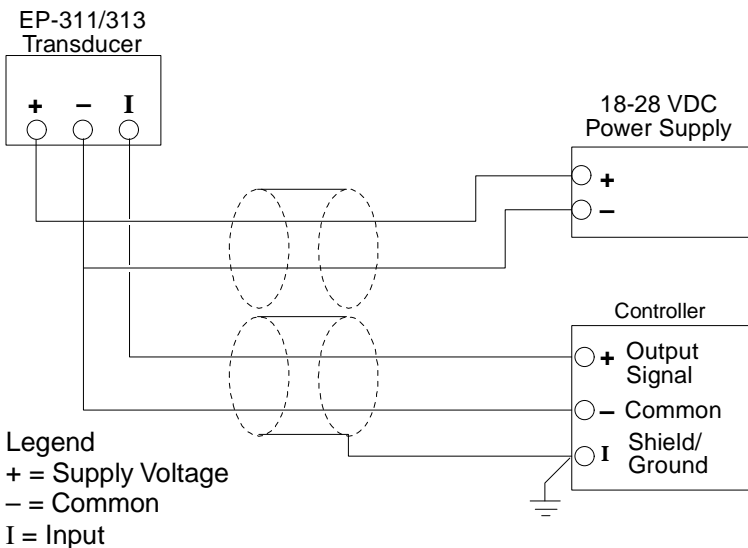 EP-311/313
Transducer
+ – I
18-28 VDC
Power Supply
+
–
Controller
+ Output
Signal
– Common
I Shield/
Ground
Legend
+ = Supply Voltage
– = Common
I = Input